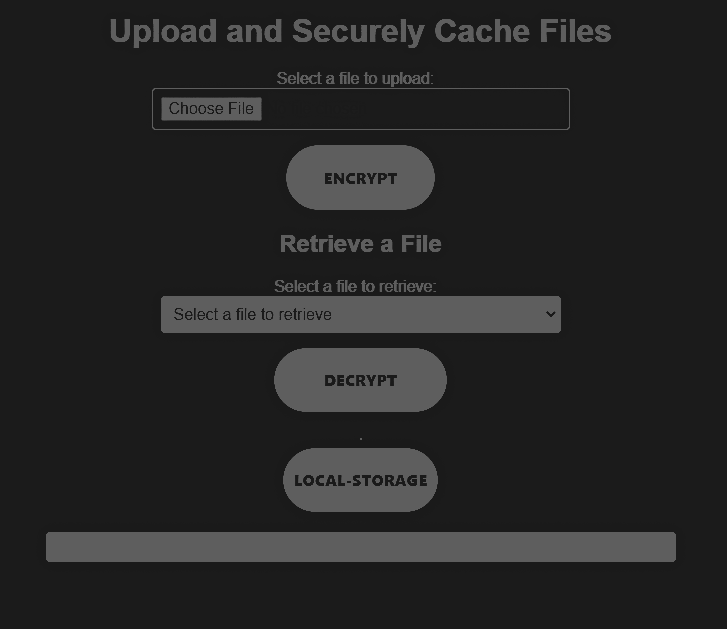 Upload and Securely Cache Files
Select a file to upload:
Choose File
ENCRYPT
Retrieve a File
Select a file to retrieve:
Select a file to retrieve
DECRYPT
.
LOCAL-STORAGE